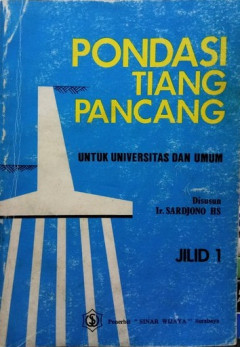 PONDASI
TIANG
PANCANG
UNTUK UNIVERSITAS DAN UMUM
Disusun
Ir. SARDJONO HS
JILID 1
Penerbit "SINAR WIJAYA" Surabaya